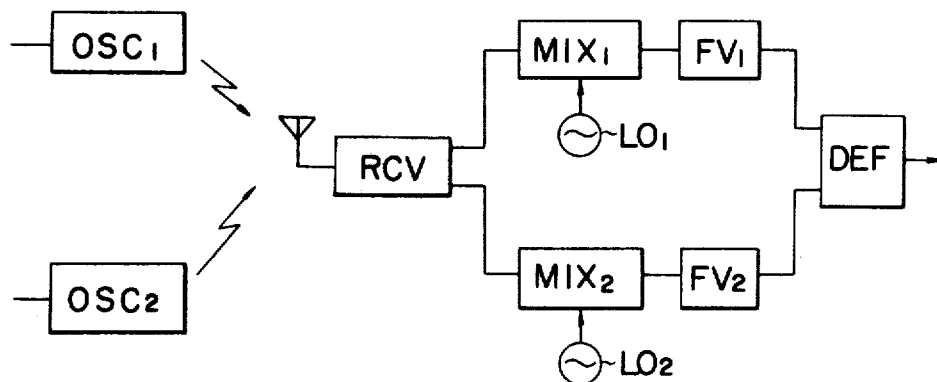 OSC1
MIX1
FV1
LO1
RCV
DEF
OSC2
MIX2
FV2
LO2